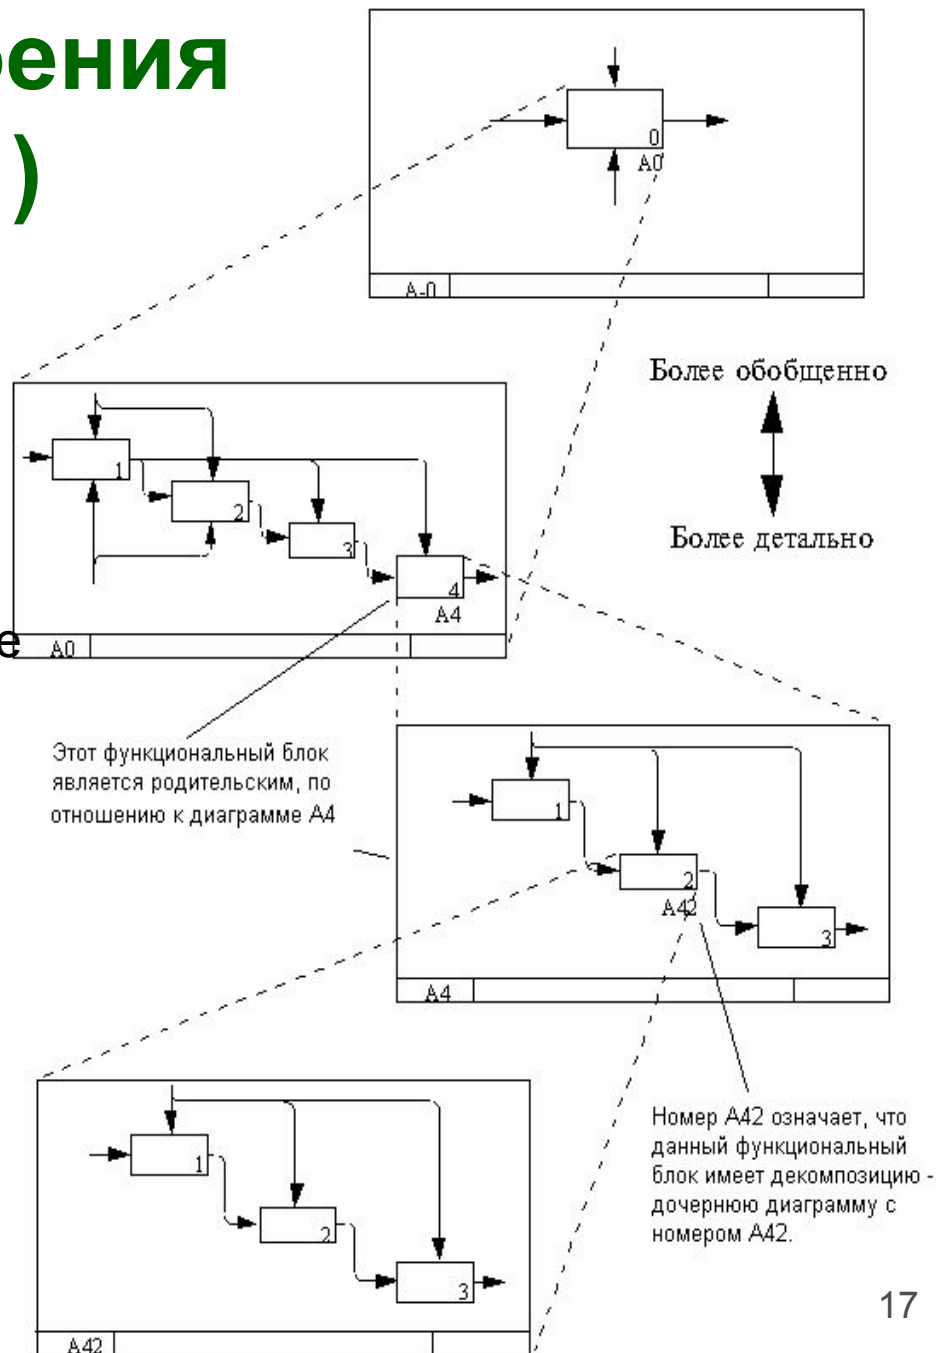 рения
)
0
A0
A-0
Более обобщенно
Более детально
1
2
3
4
A4
е
A0
Этот функциональный блок
является родительским, по
отношению к диаграмме A4
1
2
A42
3
A4
Номер A42 означает, что
данный функциональный
блок имеет декомпозицию -
дочернюю диаграмму с
номером A42.
1
2
3
A42
17